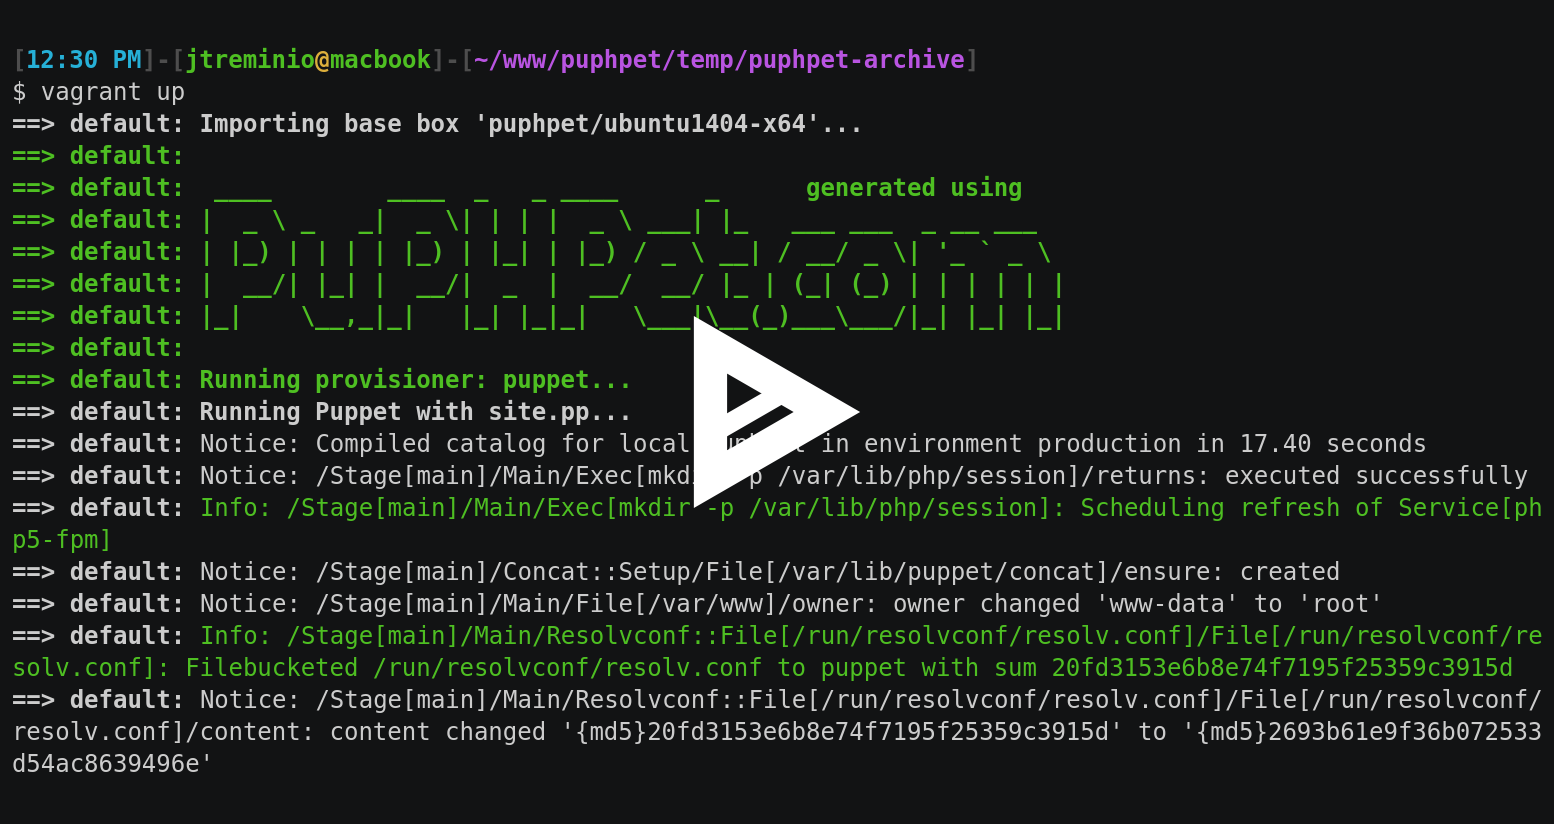 [12:30 PM]-[jtreminio@macbook]-[~/www/puphpet/temp/puphpet-archive]
$ vagrant up
==> default: Importing base box 'puphpet/ubuntu1404-x64'...
==> default:
==> default:  ____        ____  _   _ ____      _      generated using
==> default: |  _ \ _   _|  _ \| | | |  _ \ ___| |_   ___ ___  _ __ ___
==> default: | |_) | | | | |_) | |_| | |_) / _ \ __| / __/ _ \| '_ ` _ \
==> default: |  __/| |_| |  __/|  _  |  __/  __/ |_ | (_| (_) | | | | | |
==> default: |_|    \__,_|_|   |_| |_|_|   \___|\__(_)___\___/|_| |_| |_|
==> default:
==> default: Running provisioner: puppet...
==> default: Running Puppet with site.pp...
==> default: Notice: Compiled catalog for in environment production in 17.40 seconds
==> default: Notice: /Stage[main]/Main/Exec[mkdir -p /var/lib/php/session]/returns: executed successfully
==> default: Info: /Stage[main]/Main/Exec[mkdir -p /var/lib/php/session]: Scheduling refresh of Service[ph
p5-fpm]
==> default: Notice: /Stage[main]/Concat::Setup/File[/var/lib/puppet/concat]/ensure: created
==> default: Notice: /Stage[main]/Main/File[/var/www]/owner: owner changed 'www-data' to 'root'
==> default: Info: /Stage[main]/Main/Resolvconf::File[/run/resolvconf/resolv.conf]/File[/run/resolvconf/re
solv.conf]: Filebucketed /run/resolvconf/resolv.conf to puppet with sum 20fd3153e6b8e74f7195f25359c3915d
==> default: Notice: /Stage[main]/Main/Resolvconf::File[/run/resolvconf/resolv.conf]/File[/run/resolvconf/
resolv.conf]/content: content changed '{md5}20fd3153e6b8e74f7195f25359c3915d' to '{md5}2693b61e9f36b072533
d54ac8639496e'